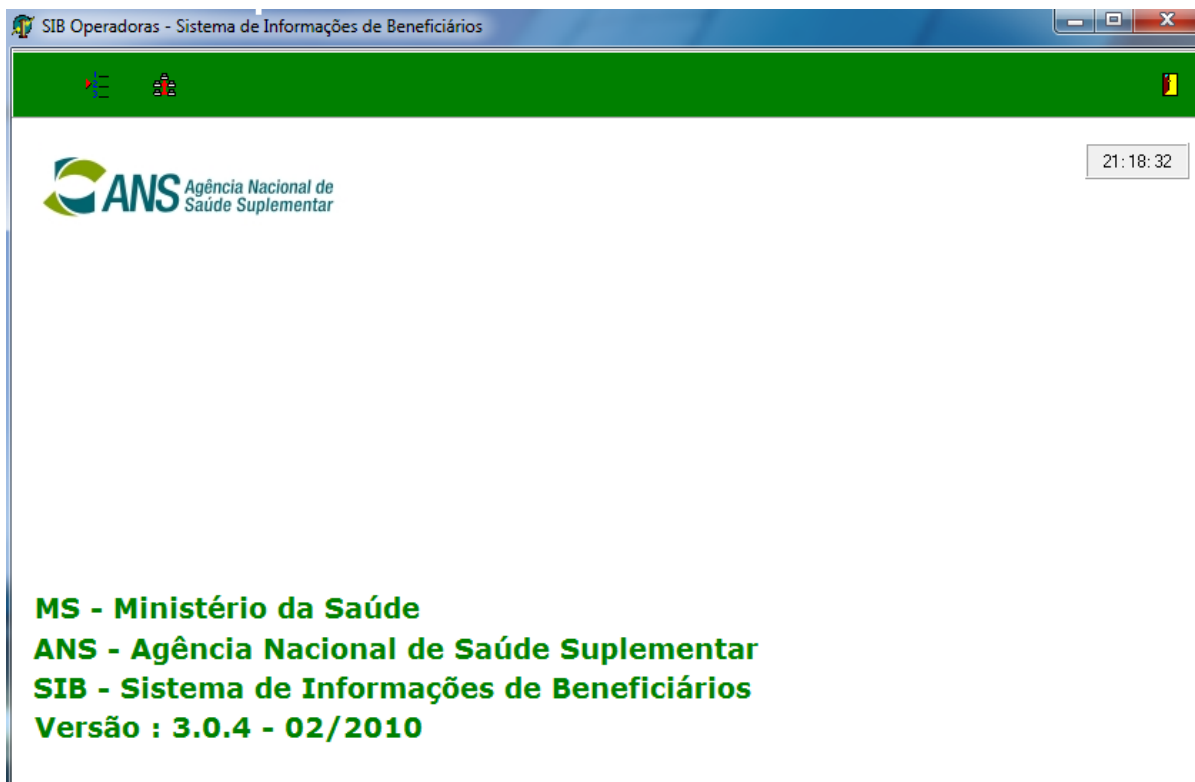 SIB Operadoras - Sistema de Informações de Beneficiários
21:18:32
ANS Agência Nacional de
Saúde Suplementar
MS - Ministério da Saúde
ANS - Agência Nacional de Saúde Suplementar
SIB - Sistema de Informações de Beneficiários
Versão : 3.0.4 - 02/2010